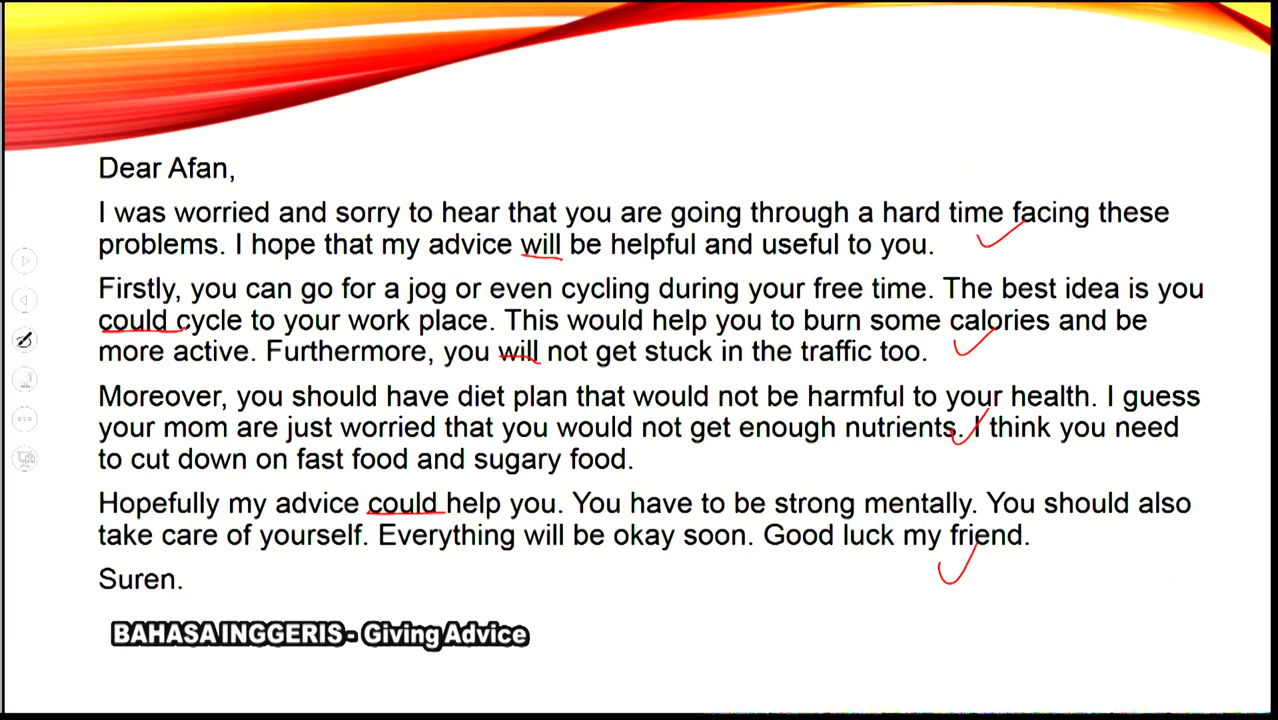 Dear Afan,
I was worried and sorry to hear that you are going through a hard time facing these
problems. I hope that my advice will be helpful and useful to you.
Firstly, you can go for a jog or even cycling during your free time. The best idea is you
could cycle to your work place. This would help you to burn some calories and be
more active. Furthermore, you will not get stuck in the traffic too.
Moreover, you should have diet plan that would not be harmful to your health. I guess
your mom are just worried that you would not get enough nutrients. I think you need
to cut down on fast food and sugary food.
Hopefully my advice could help you. You have to be strong mentally. You should also
take care of yourself. Everything will be okay soon. Good luck my friend.
Suren.
BAHASA INGGERIS - Giving Advice